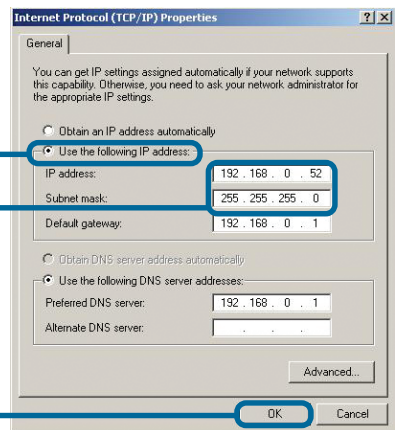 Internet Protocol (TCP/IP) Properties
General
You can get IP settings assigned automatically if your network supports
this capability. Otherwise, you need to ask your network administrator for
the appropriate IP settings.
Obtain an IP address automatically
Use the following IP address:
IP address: 192 . 168 . 0 . 52
Subnet mask: 255 . 255 . 255 . 0
Default gateway: 192 . 168 . 0 . 1
Obtain DNS server address automatically
Use the following DNS server addresses:
Preferred DNS server: 192 . 168 . 0 . 1
Alternate DNS server: . . .
Advanced...
OK Cancel